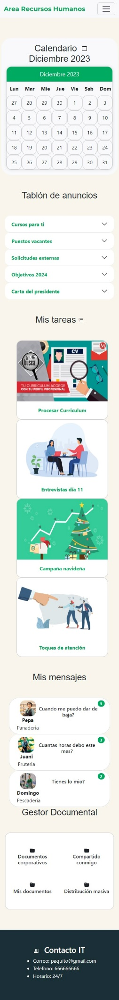 Area Recursos Humanos
Calendario
Diciembre 2023
Diciembre 2023
Lun Mar Mie Jue Vie Sab Dom
27 28 29 30 1 2 3
4 5 6 7 8 9 10
11 12 13 14 15 16 17
18 19 20 21 22 23 24
25 26 27 28 29 30 31
Tablón de anuncios
Cursos para ti
Puestos vacantes
Solicitudes externas
Objetivos 2024
Carta del presidente
Mis tareas
Se busca...
CV
M
TU CURRÍCULUM ACORDE
CON TU PERFIL PROFESIONAL
Procesar Curriculum
Entrevistas día 11
Campaña navideña
Toques de atención
Mis mensajes
5
Cuando me puedo dar de
baja?
Pepa
Panaderia
3
Cuantas horas debo este
mes?
Juani
Fruteria
2
Tienes lo mio?
Domingo
Pescaderia
Gestor Documental
Documentos
corporativos
Compartido
conmigo
Mis documentos
Distribución masiva
Contacto IT
Correo: paquito@gmail.com
Telefono: 666666666
Horario: 24/7